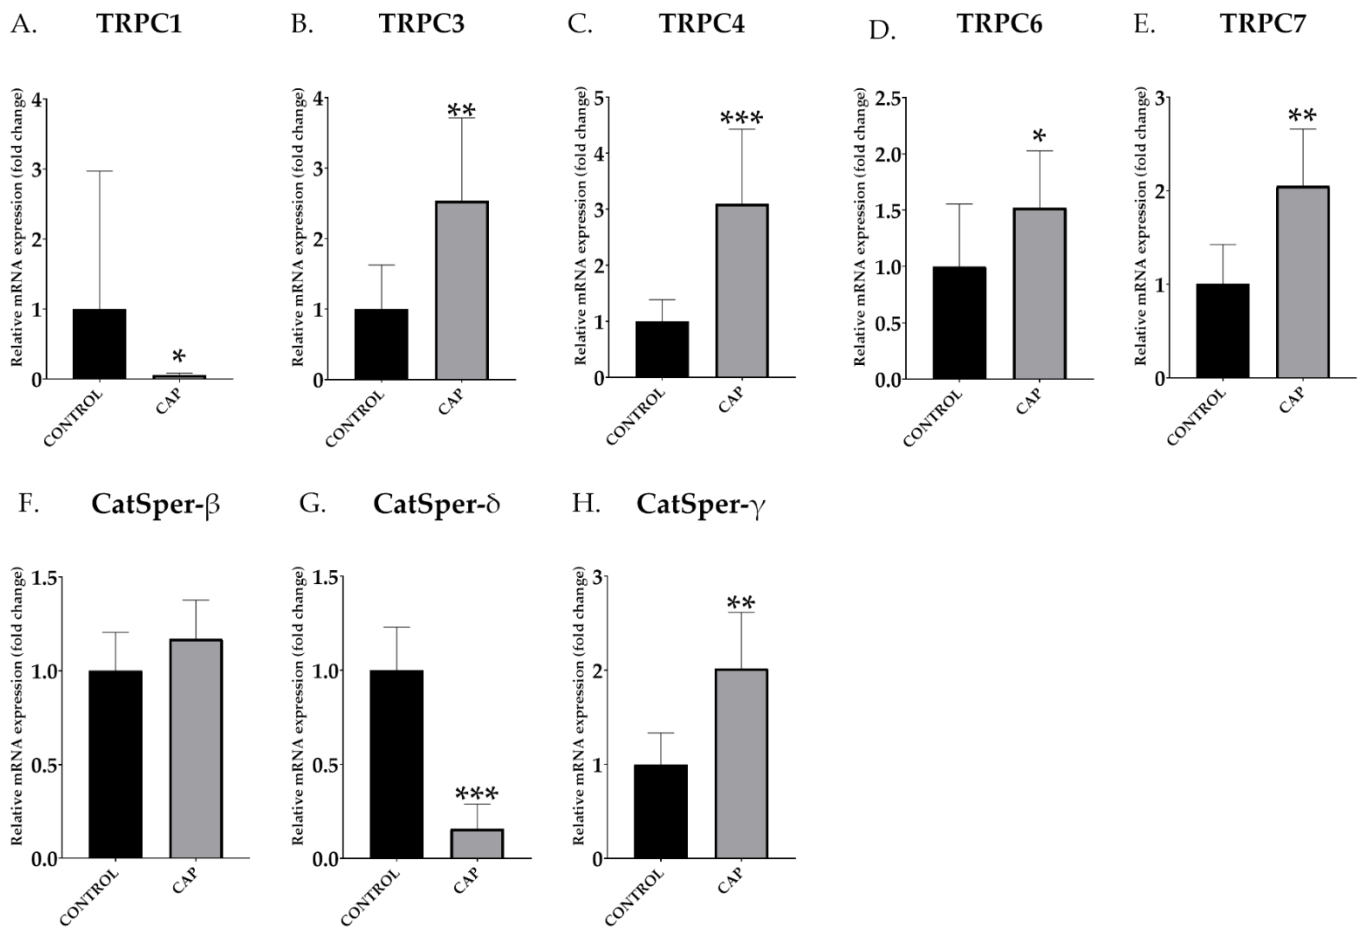 A. TRPC1
B. TRPC3
C. TRPC4
D. TRPC6
E. TRPC7
Relative mRNA expression (fold change)
4
3
2
1
0
*
CONTROL
CAP
Relative mRNA expression (fold change)
4
3
2
1
0
**
CONTROL
CAP
Relative mRNA expression (fold change)
5
4
3
2
1
0
***
CONTROL
CAP
Relative mRNA expression (fold change)
2.5
2.0
1.5
1.0
0.5
0.0
*
CONTROL
CAP
Relative mRNA expression (fold change)
3
2
1
0
**
CONTROL
CAP
F. CatSper-β
G. CatSper-δ
H. CatSper-γ
Relative mRNA expression (fold change)
1.5
1.0
0.5
0.0
CONTROL
CAP
Relative mRNA expression (fold change)
1.5
1.0
0.5
0.0
***
CONTROL
CAP
Relative mRNA expression (fold change)
3
2
1
0
**
CONTROL
CAP